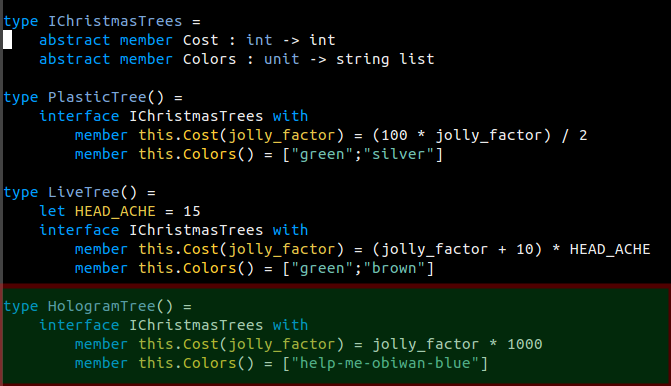 type IChristmasTrees =
    abstract member Cost : int -> int
    abstract member Colors : unit -> string list

type PlasticTree() =
    interface IChristmasTrees with
        member this.Cost(jolly_factor) = (100 * jolly_factor) / 2
        member this.Colors() = ["green";"silver"]

type LiveTree() =
    let HEAD_ACHE = 15
    interface IChristmasTrees with
        member this.Cost(jolly_factor) = (jolly_factor + 10) * HEAD_ACHE
        member this.Colors() = ["green";"brown"]

type HologramTree() =
    interface IChristmasTrees with
        member this.Cost(jolly_factor) = jolly_factor * 1000
        member this.Colors() = ["help-me-obiwan-blue"]